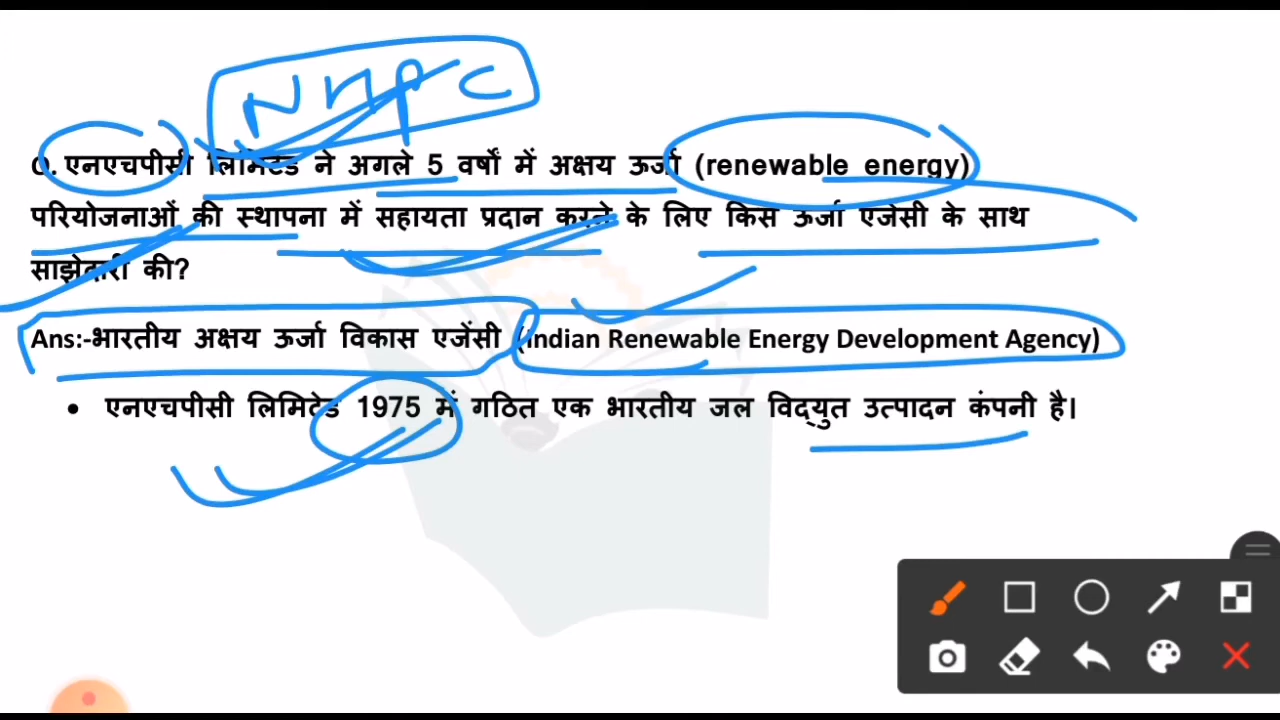 NHPC
Q. एनएचपीसी लिमिटेड ने अगले 5 वर्षों में अक्षय ऊर्जा (renewable energy)
परियोजनाओं की स्थापना में सहायता प्रदान करने के लिए किस ऊर्जा एजेंसी के साथ
साझेदारी की?
Ans:-भारतीय अक्षय ऊर्जा विकास एजेंसी (Indian Renewable Energy Development Agency)
• एनएचपीसी लिमिटेड 1975 में गठित एक भारतीय जल विद्युत उत्पादन कंपनी है।